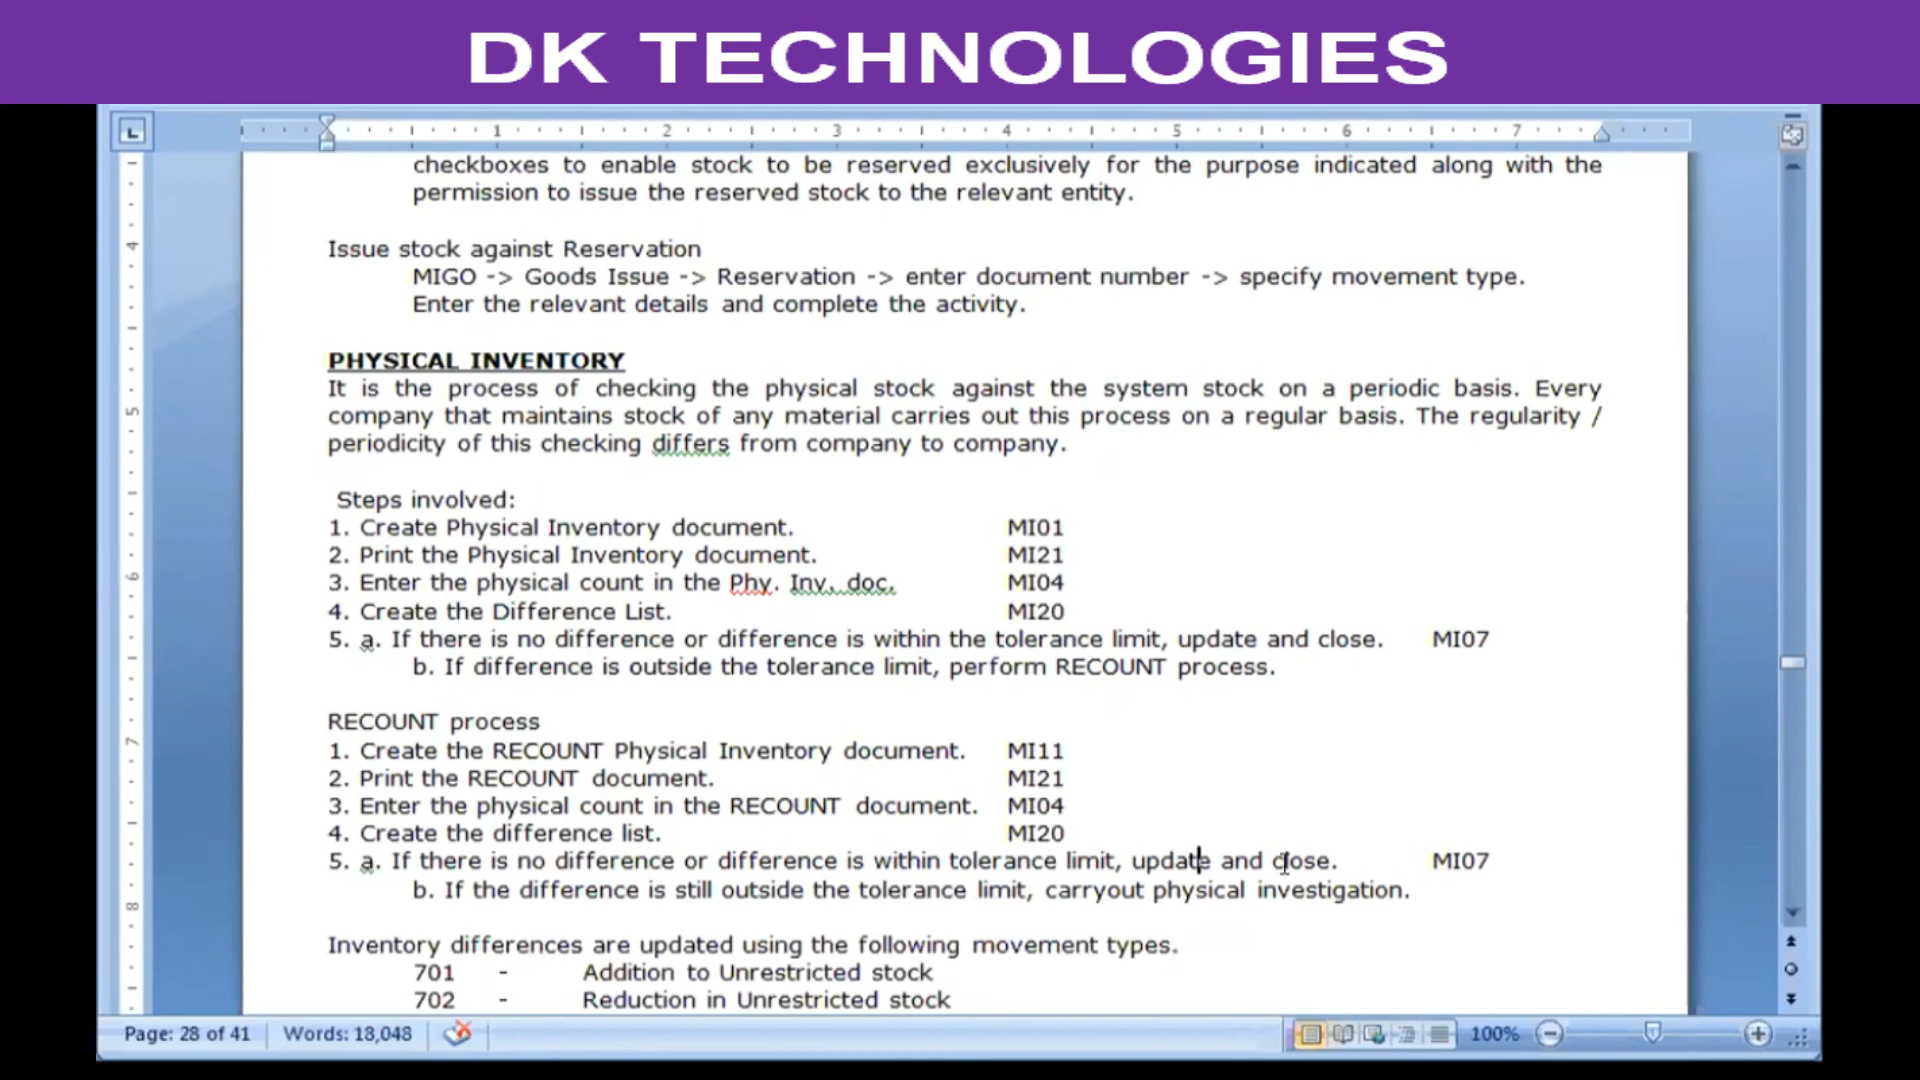 DK TECHNOLOGIES
1 2 3 4 5 6 7
checkboxes to enable stock to be reserved exclusively for the purpose indicated along with the
permission to issue the reserved stock to the relevant entity.
4
Issue stock against Reservation
MIGO -> Goods Issue -> Reservation -> enter document number -> specify movement type.
Enter the relevant details and complete the activity.
PHYSICAL INVENTORY
It is the process of checking the physical stock against the system stock on a periodic basis. Every
5
company that maintains stock of any material carries out this process on a regular basis. The regularity /
periodicity of this checking differs from company to company.
Steps involved:
1. Create Physical Inventory document. MI01
2. Print the Physical Inventory document. MI21
6
3. Enter the physical count in the Phy. Inv. doc. MI04
4. Create the Difference List. MI20
5. a. If there is no difference or difference is within the tolerance limit, update and close. MI07
b. If difference is outside the tolerance limit, perform RECOUNT process.
RECOUNT process
7
1. Create the RECOUNT Physical Inventory document. MI11
2. Print the RECOUNT document. MI21
3. Enter the physical count in the RECOUNT document. MI04
4. Create the difference list. MI20
5. a. If there is no difference or difference is within tolerance limit, update and close. MI07
b. If the difference is still outside the tolerance limit, carryout physical investigation.
8
Inventory differences are updated using the following movement types.
701 - Addition to Unrestricted stock
702 - Reduction in Unrestricted stock
Page: 28 of 41 Words: 18,048 100%